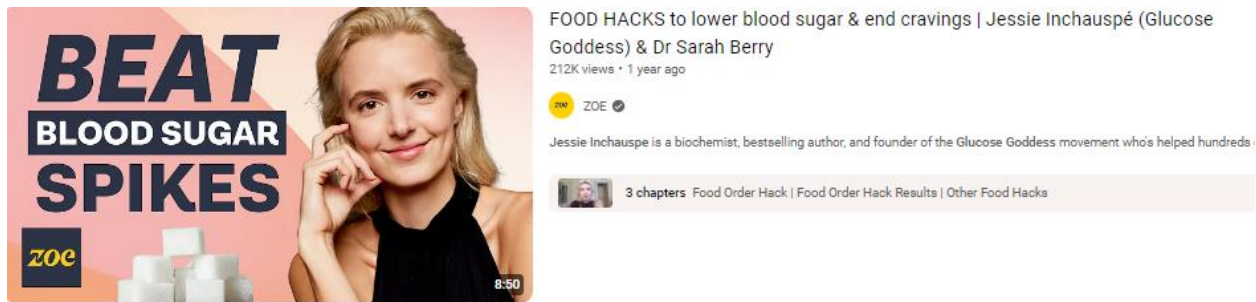 BEAT
BLOOD SUGAR
SPIKES
zoe
8:50
FOOD HACKS to lower blood sugar & end cravings | Jessie Inchauspé (Glucose
Goddess) & Dr Sarah Berry
212K views • 1 year ago
zoe ZOE
Jessie Inchauspe is a biochemist, bestselling author, and founder of the Glucose Goddess movement who's helped hundreds
3 chapters Food Order Hack | Food Order Hack Results | Other Food Hacks